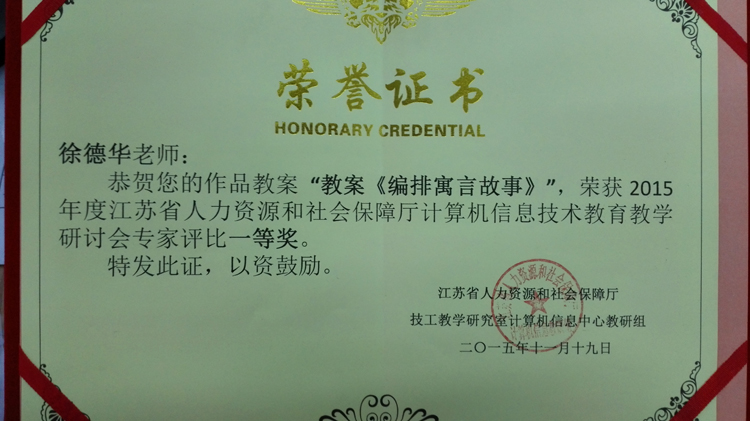 荣誉证书
HONORARY CREDENTIAL
徐德华老师：
恭贺您的作品教案“教案《编排寓言故事》”，荣获 2015
年度江苏省人力资源和社会保障厅计算机信息技术教育教学
研讨会专家评比一等奖。
特发此证，以资鼓励。
江苏省人力资源和社会保障厅
技工教学研究室计算机信息中心教研组
二〇一五年十一月十九日